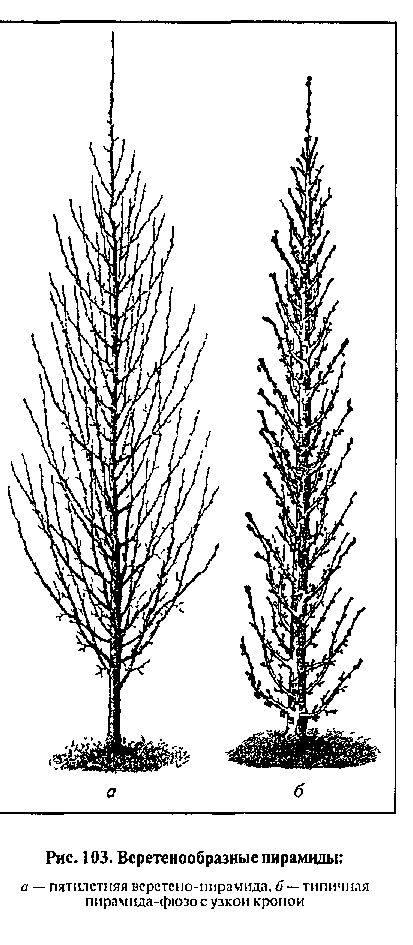 а
б
Рис. 103. Веретенообразные пирамиды:
а — пятилетняя веретено-пирамида, б — типичная
пирамида-фюзо с узкой кроной